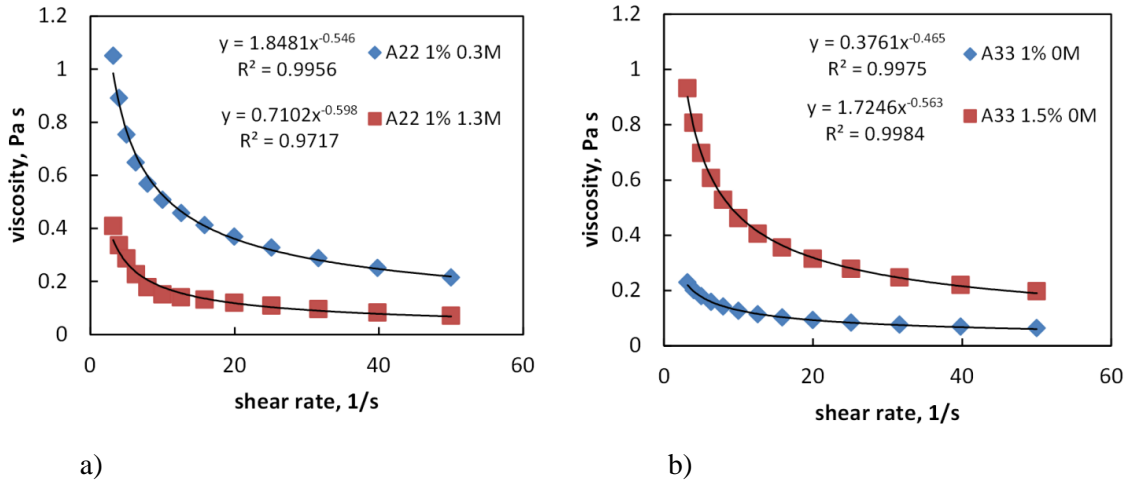 1.2
1
0.8
0.6
0.4
0.2
0
viscosity, Pa s
y = 1.8481x^-0.546
R² = 0.9956
A22 1% 0.3M
y = 0.7102x^-0.598
R² = 0.9717
A22 1% 1.3M
0 20 40 60
shear rate, 1/s
a)
1.2
1
0.8
0.6
0.4
0.2
0
viscosity, Pa s
y = 0.3761x^-0.465
R² = 0.9975
A33 1% 0M
y = 1.7246x^-0.563
R² = 0.9984
A33 1.5% 0M
0 20 40 60
shear rate, 1/s
b)